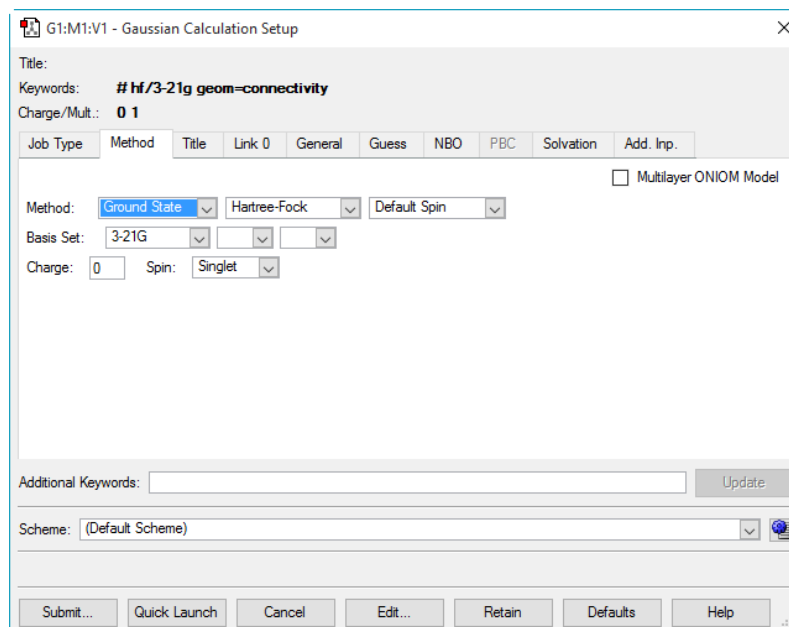 G1:M1:V1 - Gaussian Calculation Setup
Title:
Keywords: # hf/3-21g geom=connectivity
Charge/Mult.: 0 1
Job Type Method Title Link 0 General Guess NBO PBC Solvation Add. Inp.
Multilayer ONIOM Model
Method: Ground State Hartree-Fock Default Spin
Basis Set: 3-21G
Charge: 0 Spin: Singlet
Additional Keywords: Update
Scheme: (Default Scheme)
Submit... Quick Launch Cancel Edit... Retain Defaults Help